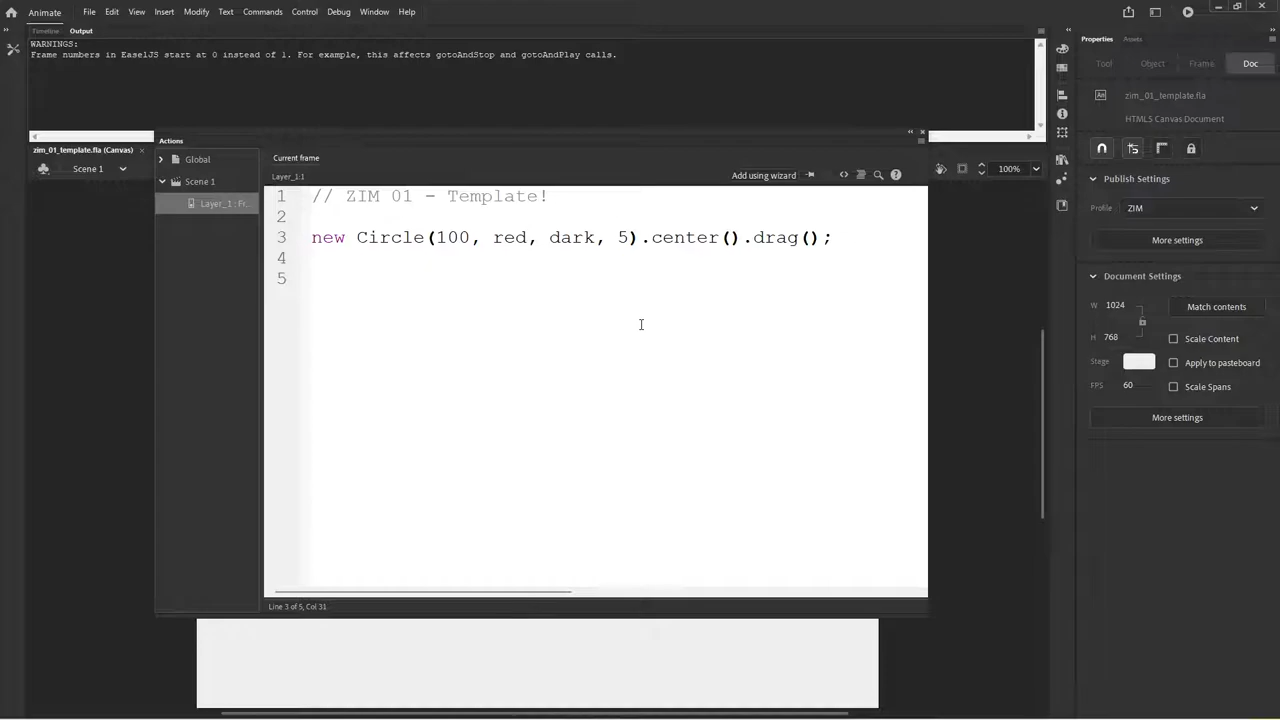 Animate File Edit View Insert Modify Text Commands Control Debug Window Help
Timeline Output
WARNINGS:
Frame numbers in EaselJS start at 0 instead of 1. For example, this affects gotoAndStop and gotoAndPlay calls.
Actions
zim_01_template.fla (Canvas)
Scene 1
Global
Scene 1
Layer_1 : Fr...
Current frame
Layer_1:1
Add using wizard
100%
1 // ZIM 01 - Template!
2
3 new Circle(100, red, dark, 5).center().drag();
4
5
Line 3 of 5, Col 31
Properties Assets
Tool Object Frame Doc
An zim_01_template.fla
HTML5 Canvas Document
Publish Settings
Profile ZIM
More settings
Document Settings
W 1024 Match contents
H 768 Scale Content
Stage Apply to pasteboard
FPS 60 Scale Spans
More settings